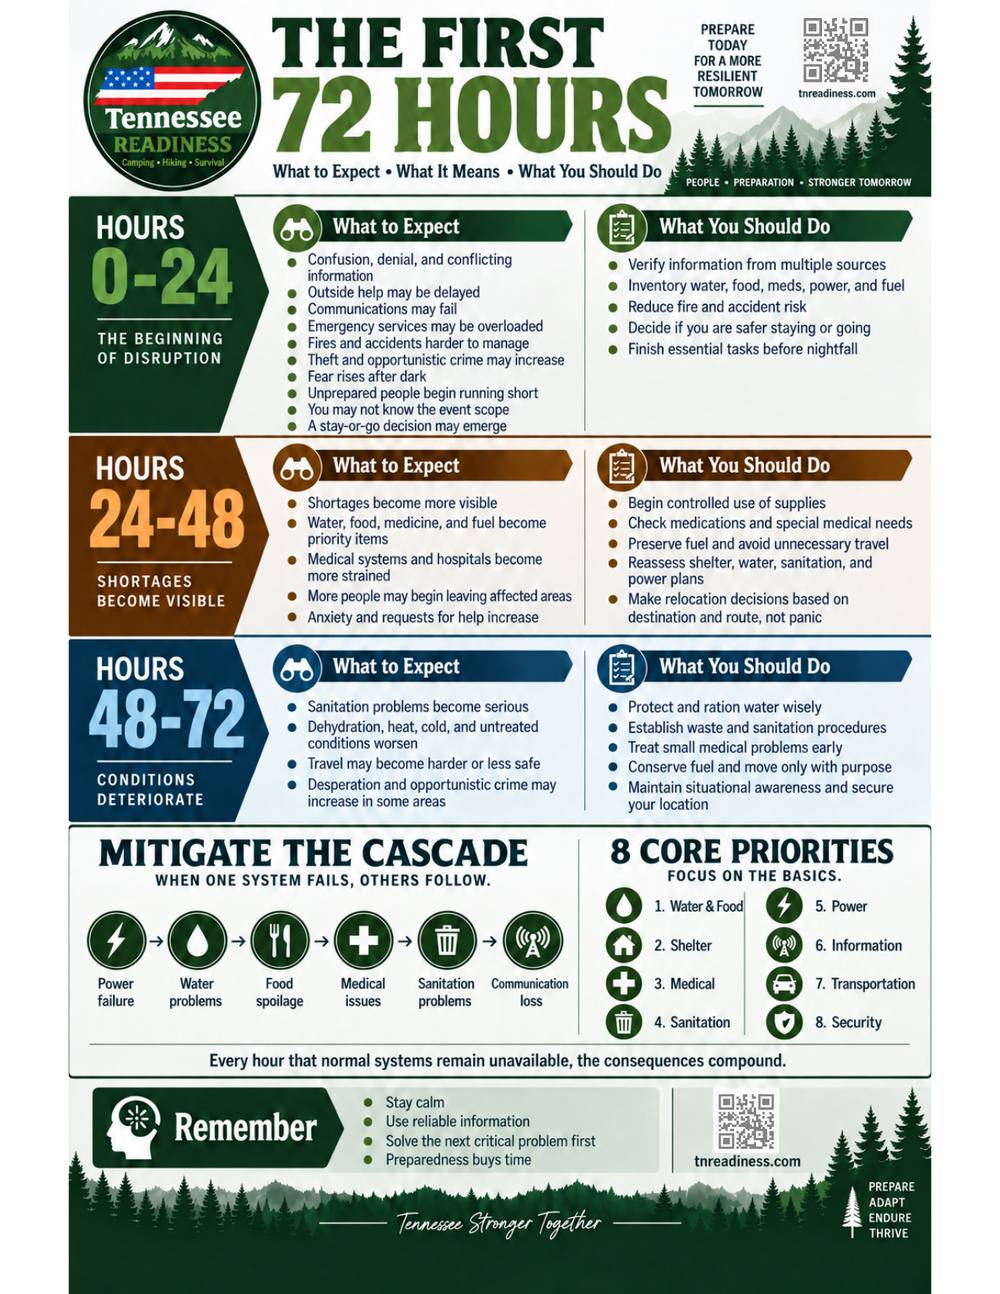 Tennessee
READINESS
Camping • Hiking • Survival
THE FIRST
72 HOURS
What to Expect • What It Means • What You Should Do
PREPARE
TODAY
FOR A MORE
RESILIENT
TOMORROW
tnreadiness.com
PEOPLE • PREPARATION • STRONGER TOMORROW
HOURS
0-24
THE BEGINNING
OF DISRUPTION
What to Expect
Confusion, denial, and conflicting
information
Outside help may be delayed
Communications may fail
Emergency services may be overloaded
Fires and accidents harder to manage
Theft and opportunistic crime may increase
Fear rises after dark
Unprepared people begin running short
You may not know the event scope
A stay-or-go decision may emerge
What You Should Do
Verify information from multiple sources
Inventory water, food, meds, power, and fuel
Reduce fire and accident risk
Decide if you are safer staying or going
Finish essential tasks before nightfall
HOURS
24-48
SHORTAGES
BECOME VISIBLE
What to Expect
Shortages become more visible
Water, food, medicine, and fuel become
priority items
Medical systems and hospitals become
more strained
More people may begin leaving affected areas
Anxiety and requests for help increase
What You Should Do
Begin controlled use of supplies
Check medications and special medical needs
Preserve fuel and avoid unnecessary travel
Reassess shelter, water, sanitation, and
power plans
Make relocation decisions based on
destination and route, not panic
HOURS
48-72
CONDITIONS
DETERIORATE
What to Expect
Sanitation problems become serious
Dehydration, heat, cold, and untreated
conditions worsen
Travel may become harder or less safe
Desperation and opportunistic crime may
increase in some areas
What You Should Do
Protect and ration water wisely
Establish waste and sanitation procedures
Treat small medical problems early
Conserve fuel and move only with purpose
Maintain situational awareness and secure
your location
MITIGATE THE CASCADE
WHEN ONE SYSTEM FAILS, OTHERS FOLLOW.
Power
failure
Water
problems
Food
spoilage
Medical
issues
Sanitation
problems
Communication
loss
8 CORE PRIORITIES
FOCUS ON THE BASICS.
1. Water & Food
2. Shelter
3. Medical
4. Sanitation
5. Power
6. Information
7. Transportation
8. Security
Every hour that normal systems remain unavailable, the consequences compound.
Remember
Stay calm
Use reliable information
Solve the next critical problem first
Preparedness buys time
tnreadiness.com
Tennessee Stronger Together
PREPARE
ADAPT
ENDURE
THRIVE